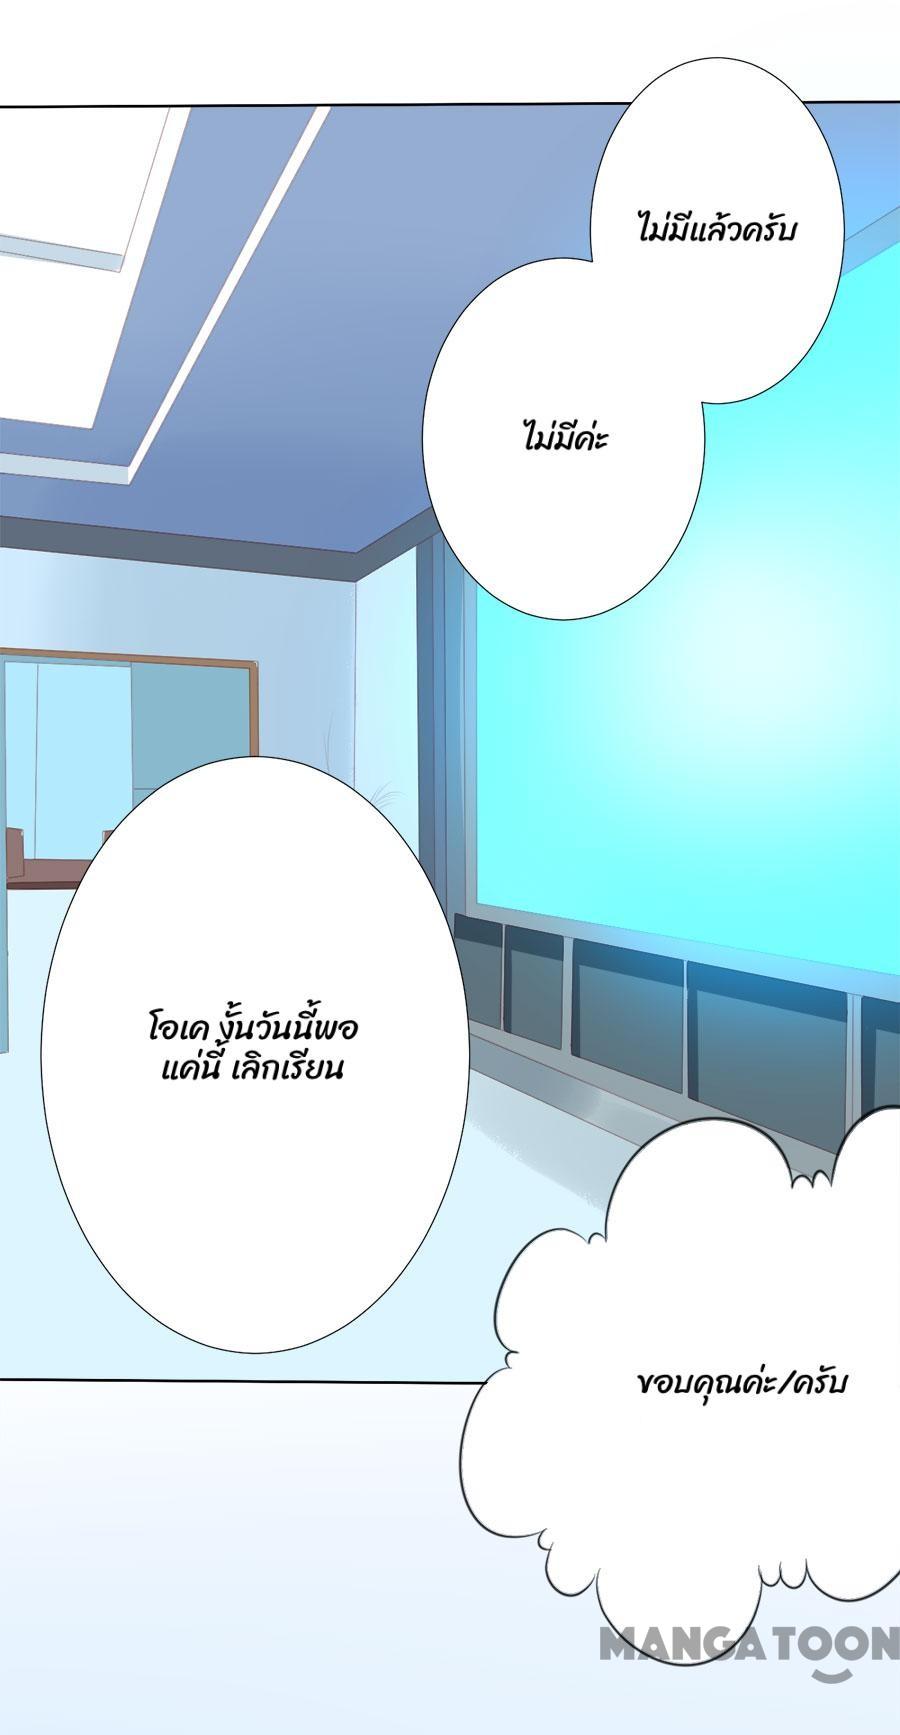 ไม่มีแล้วครับ
ไม่มีค่ะ
โอเค งั้นวันนี้พอ
แค่นี้ เลิกเรียน
ขอบคุณค่ะ/ครับ
MANGATOON